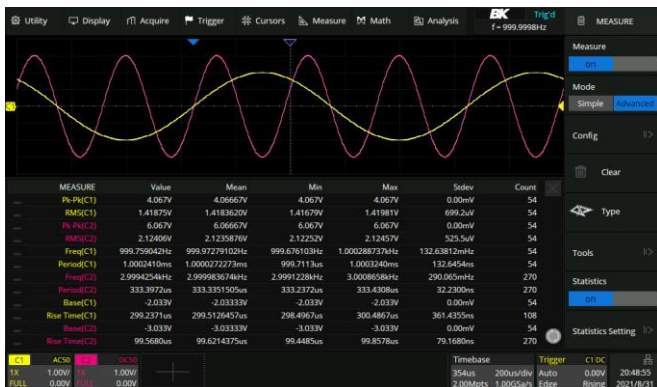 Utility Display Acquire Trigger Cursors Measure Math Analysis BK Trig'd MEASURE
f = 999.9998Hz
Measure
on
Mode
Simple Advanced
Config
Clear
Type
Tools
Statistics
on
Statistics Setting
C1
MEASURE Value Mean Min Max Stdev Count
Pk-Pk(C1) 4.067V 4.06667V 4.067V 4.067V 0.00mV 54
RMS(C1) 1.41875V 1.4183620V 1.41679V 1.41981V 699.2uV 54
Pk-Pk(C2) 6.067V 6.06667V 6.067V 6.067V 0.00mV 54
RMS(C2) 2.12406V 2.1235876V 2.12252V 2.12457V 525.5uV 54
Freq(C1) 999.759042Hz 999.97279102Hz 999.676103Hz 1.000288737kHz 132.63812mHz 54
Period(C1) 1.0002410ms 1.0000272273ms 999.7113us 1.0003240ms 132.6454ns 54
Freq(C2) 2.9994254kHz 2.999983674kHz 2.9991228kHz 3.0008658kHz 290.065mHz 270
Period(C2) 333.3972us 333.3351505us 333.2372us 333.4308us 32.2300ns 270
Base(C1) -2.033V -2.03333V -2.033V -2.033V 0.00mV 54
Rise Time(C1) 299.2371us 299.5126457us 298.4967us 300.4867us 361.4355ns 108
Base(C2) -3.033V -3.03333V -3.033V -3.033V 0.00mV 54
Rise Time(C2) 99.5680us 99.6214375us 99.4485us 99.8578us 79.1680ns 270
C1 AC50 C2 DC50 Timebase Trigger C1 DC
1X 1.00V/ 1X 1.00V/ 354us 200us/div Auto 0.00V 20:48:55
FULL 0.00V FULL 0.00V 2.00Mpts 1.00GSa/s Edge Rising 2021/8/31